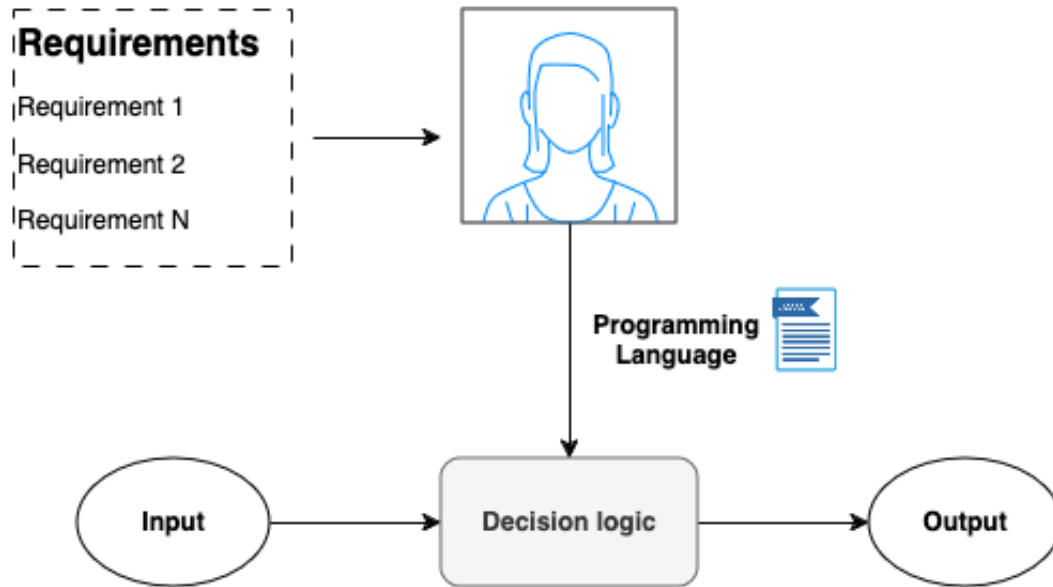 Requirements
Requirement 1
Requirement 2
Requirement N
Programming
Language
Input
Decision logic
Output